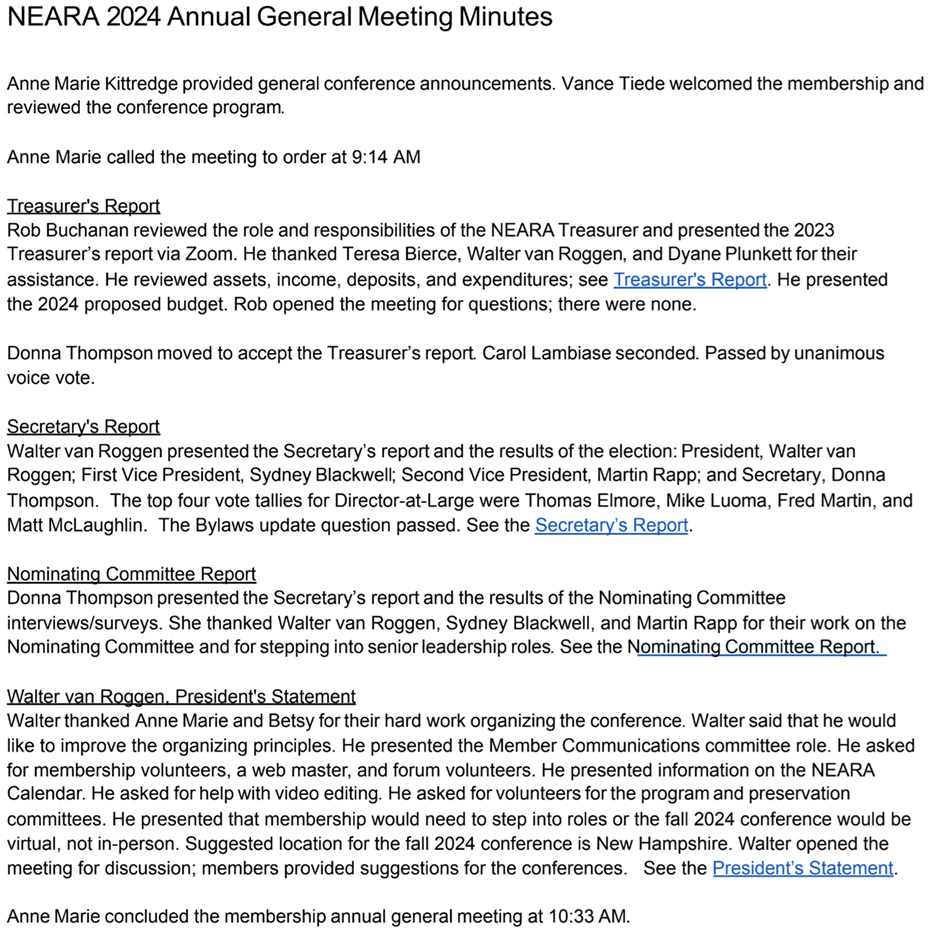 NEARA 2024 Annual General Meeting Minutes
Anne Marie Kittredge provided general conference announcements. Vance Tiede welcomed the membership and
reviewed the conference program.
Anne Marie called the meeting to order at 9:14 AM
Treasurer's Report
Rob Buchanan reviewed the role and responsibilities of the NEARA Treasurer and presented the 2023
Treasurer’s report via Zoom. He thanked Teresa Bierce, Walter van Roggen, and Dyane Plunkett for their
assistance. He reviewed assets, income, deposits, and expenditures; see Treasurer's Report. He presented
the 2024 proposed budget. Rob opened the meeting for questions; there were none.
Donna Thompson moved to accept the Treasurer’s report. Carol Lambiase seconded. Passed by unanimous
voice vote.
Secretary's Report
Walter van Roggen presented the Secretary’s report and the results of the election: President, Walter van
Roggen; First Vice President, Sydney Blackwell; Second Vice President, Martin Rapp; and Secretary, Donna
Thompson.  The top four vote tallies for Director-at-Large were Thomas Elmore, Mike Luoma, Fred Martin, and
Matt McLaughlin.  The Bylaws update question passed. See the Secretary’s Report.
Nominating Committee Report
Donna Thompson presented the Secretary’s report and the results of the Nominating Committee
interviews/surveys. She thanked Walter van Roggen, Sydney Blackwell, and Martin Rapp for their work on the
Nominating Committee and for stepping into senior leadership roles. See the Nominating Committee Report.
Walter van Roggen, President's Statement
Walter thanked Anne Marie and Betsy for their hard work organizing the conference. Walter said that he would
like to improve the organizing principles. He presented the Member Communications committee role. He asked
for membership volunteers, a web master, and forum volunteers. He presented information on the NEARA
Calendar. He asked for help with video editing. He asked for volunteers for the program and preservation
committees. He presented that membership would need to step into roles or the fall 2024 conference would be
virtual, not in-person. Suggested location for the fall 2024 conference is New Hampshire. Walter opened the
meeting for discussion; members provided suggestions for the conferences.   See the President’s Statement.
Anne Marie concluded the membership annual general meeting at 10:33 AM.